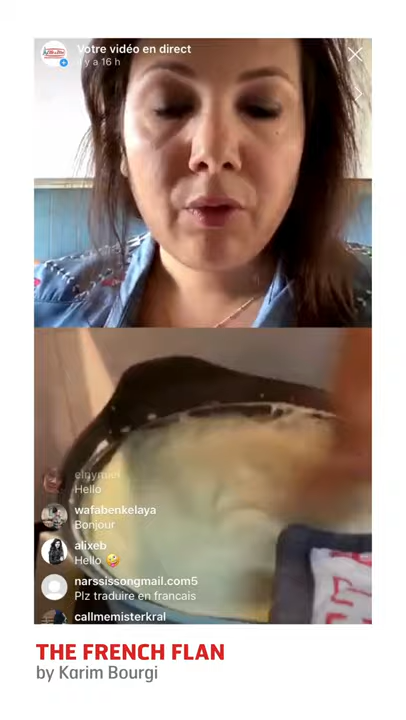 Votre vidéo en direct
il y a 16 h
elnymel
Hello
wafabenkelaya
Bonjour
alixeb
Hello 🤪
narssissongmail.com5
Plz traduire en francais
callmemisterkral
THE FRENCH FLAN
by Karim Bourgi